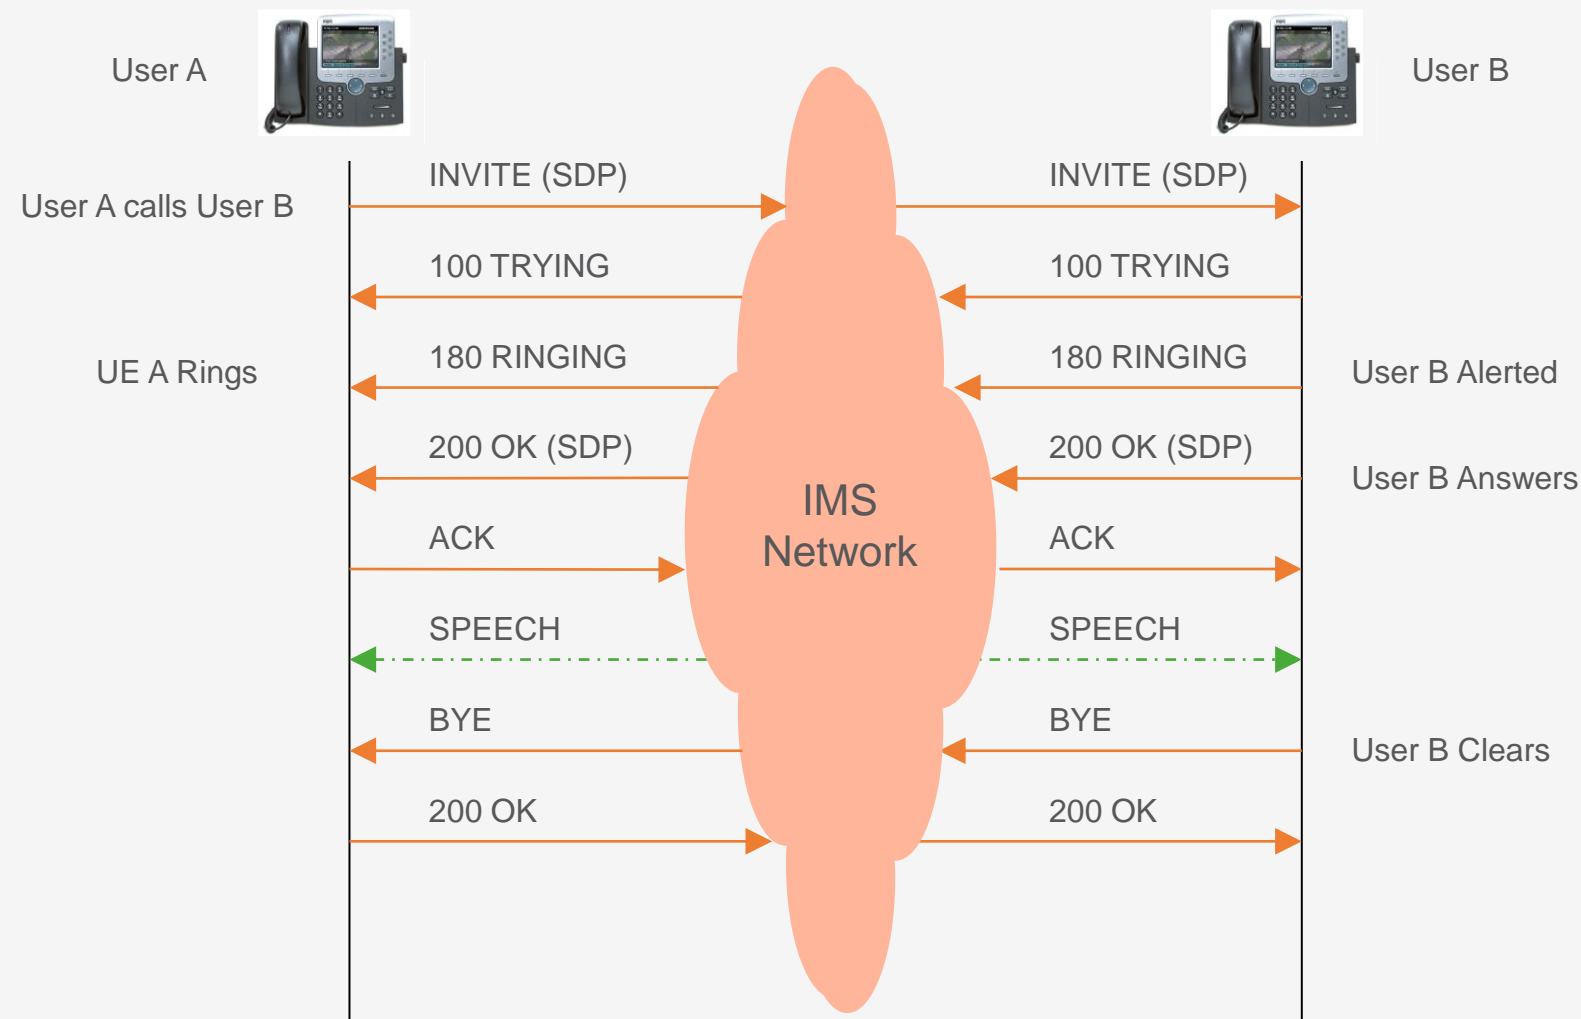 User A
User B
INVITE (SDP)
INVITE (SDP)
User A calls User B
100 TRYING
100 TRYING
180 RINGING
180 RINGING
UE A Rings
User B Alerted
200 OK (SDP)
200 OK (SDP)
User B Answers
IMS
Network
ACK
ACK
SPEECH
SPEECH
BYE
BYE
User B Clears
200 OK
200 OK